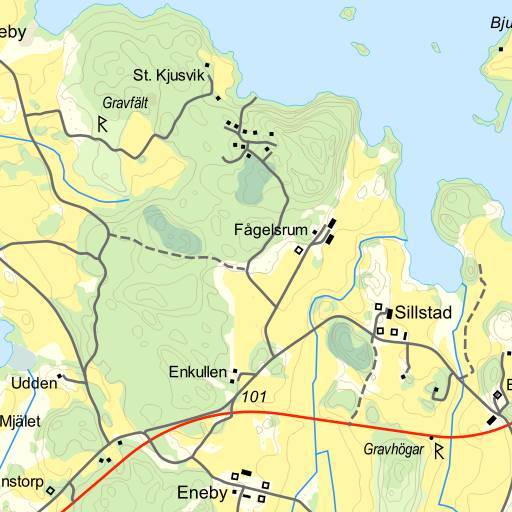 eby
Bju
St. Kjusvik
Gravfält
R
Fågelsrum
Sillstad
Enkullen
Udden
101
E
Mjälet
Gravhögar
R
nstorp
Eneby